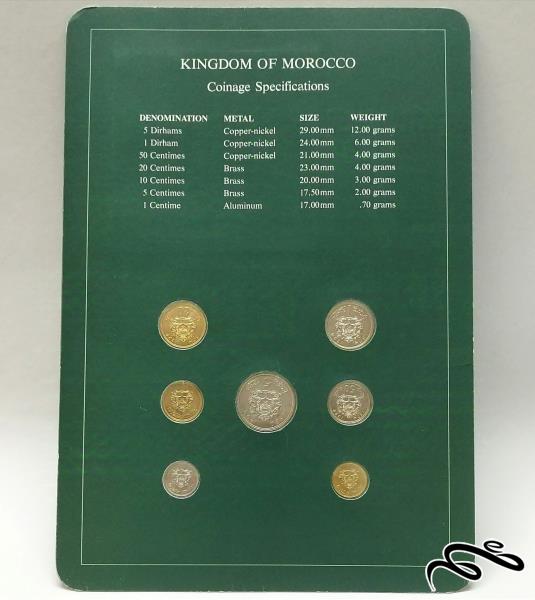 KINGDOM OF MOROCCO
Coinage Specifications
DENOMINATION METAL SIZE WEIGHT
5 Dirhams Copper-nickel 29.00mm 12.00 grams
1 Dirham Copper-nickel 24.00mm 6.00 grams
50 Centimes Copper-nickel 21.00mm 4.00 grams
20 Centimes Brass 23.00mm 4.00 grams
10 Centimes Brass 20.00mm 3.00 grams
5 Centimes Brass 17.50mm 2.00 grams
1 Centime Aluminum 17.00mm .70 grams